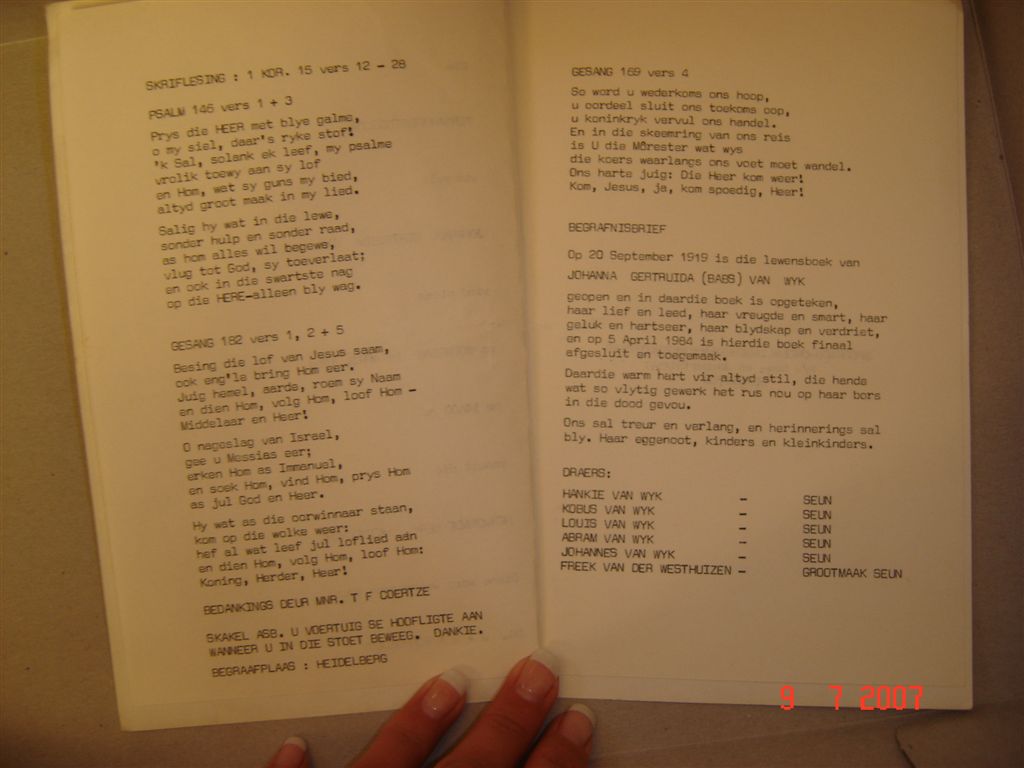 SKRIFLESING : 1 KOR. 15 vers 12 - 28
PSALM 146 vers 1 + 3
Prys die HEER met blye galme,
o my siel, daar's ryke stof!
'k Sal, solank ek leef, my psalme
vrolik toewy aan sy lof
en Hom, wat sy guns my bied,
altyd groot maak in my lied.
Salig hy wat in die lewe,
sonder hulp en sonder raad,
as hom alles wil begewe,
vlug tot God, sy toeverlaat;
en ook in die swartste nag
op die HERE-alleen bly wag.
GESANG 182 vers 1, 2 + 5
Besing die lof van Jesus saam,
ook eng'le bring Hom eer.
Juig hemel, aarde, roem sy Naam
en dien Hom, volg Hom, loof Hom -
Middelaar en Heer!
O nageslag van Israel,
gee u Messias eer;
erken Hom as Immanuel,
en soek Hom, vind Hom, prys Hom
as jul God en Heer.
Hy wat as die oorwinnaar staan,
kom op die wolke weer:
hef al wat leef jul loflied aan
en dien Hom, volg Hom, loof Hom:
Koning, Herder, Heer!
BEDANKINGS DEUR MNR. T F COERTZE
SKAKEL ASB. U VOERTUIG SE HOOFLIGTE AAN
WANNEER U IN DIE STOET BEWEEG. DANKIE.
BEGRAAFPLAAS : HEIDELBERG
GESANG 169 vers 4
So word u wederkoms ons hoop,
u oordeel sluit ons toekoms oop,
u koninkryk vervul ons handel.
En in die skeemring van ons reis
is U die Môrester wat wys
die koers waarlangs ons voet moet wandel.
Ons harte juig: Die Heer kom weer!
Kom, Jesus, ja, kom spoedig, Heer!
BEGRAFNISBRIEF
Op 20 September 1919 is die lewensboek van
JOHANNA GERTRUIDA (BABS) VAN WYK
geopen en in daardie boek is opgeteken,
haar lief en leed, haar vreugde en smart, haar
geluk en hartseer, haar blydskap en verdriet,
en op 5 April 1984 is hierdie boek finaal
afgesluit en toegemaak.
Daardie warm hart vir altyd stil, die hande
wat so vlytig gewerk het rus nou op haar bors
in die dood gevou.
Ons sal treur en verlang, en herinnerings sal
bly. Haar eggenoot, kinders en kleinkinders.
DRAERS:
HANKIE VAN WYK - SEUN
KOBUS VAN WYK - SEUN
LOUIS VAN WYK - SEUN
ABRAM VAN WYK - SEUN
JOHANNES VAN WYK - SEUN
FREEK VAN DER WESTHUIZEN - GROOTMAAK SEUN
9 7 2007